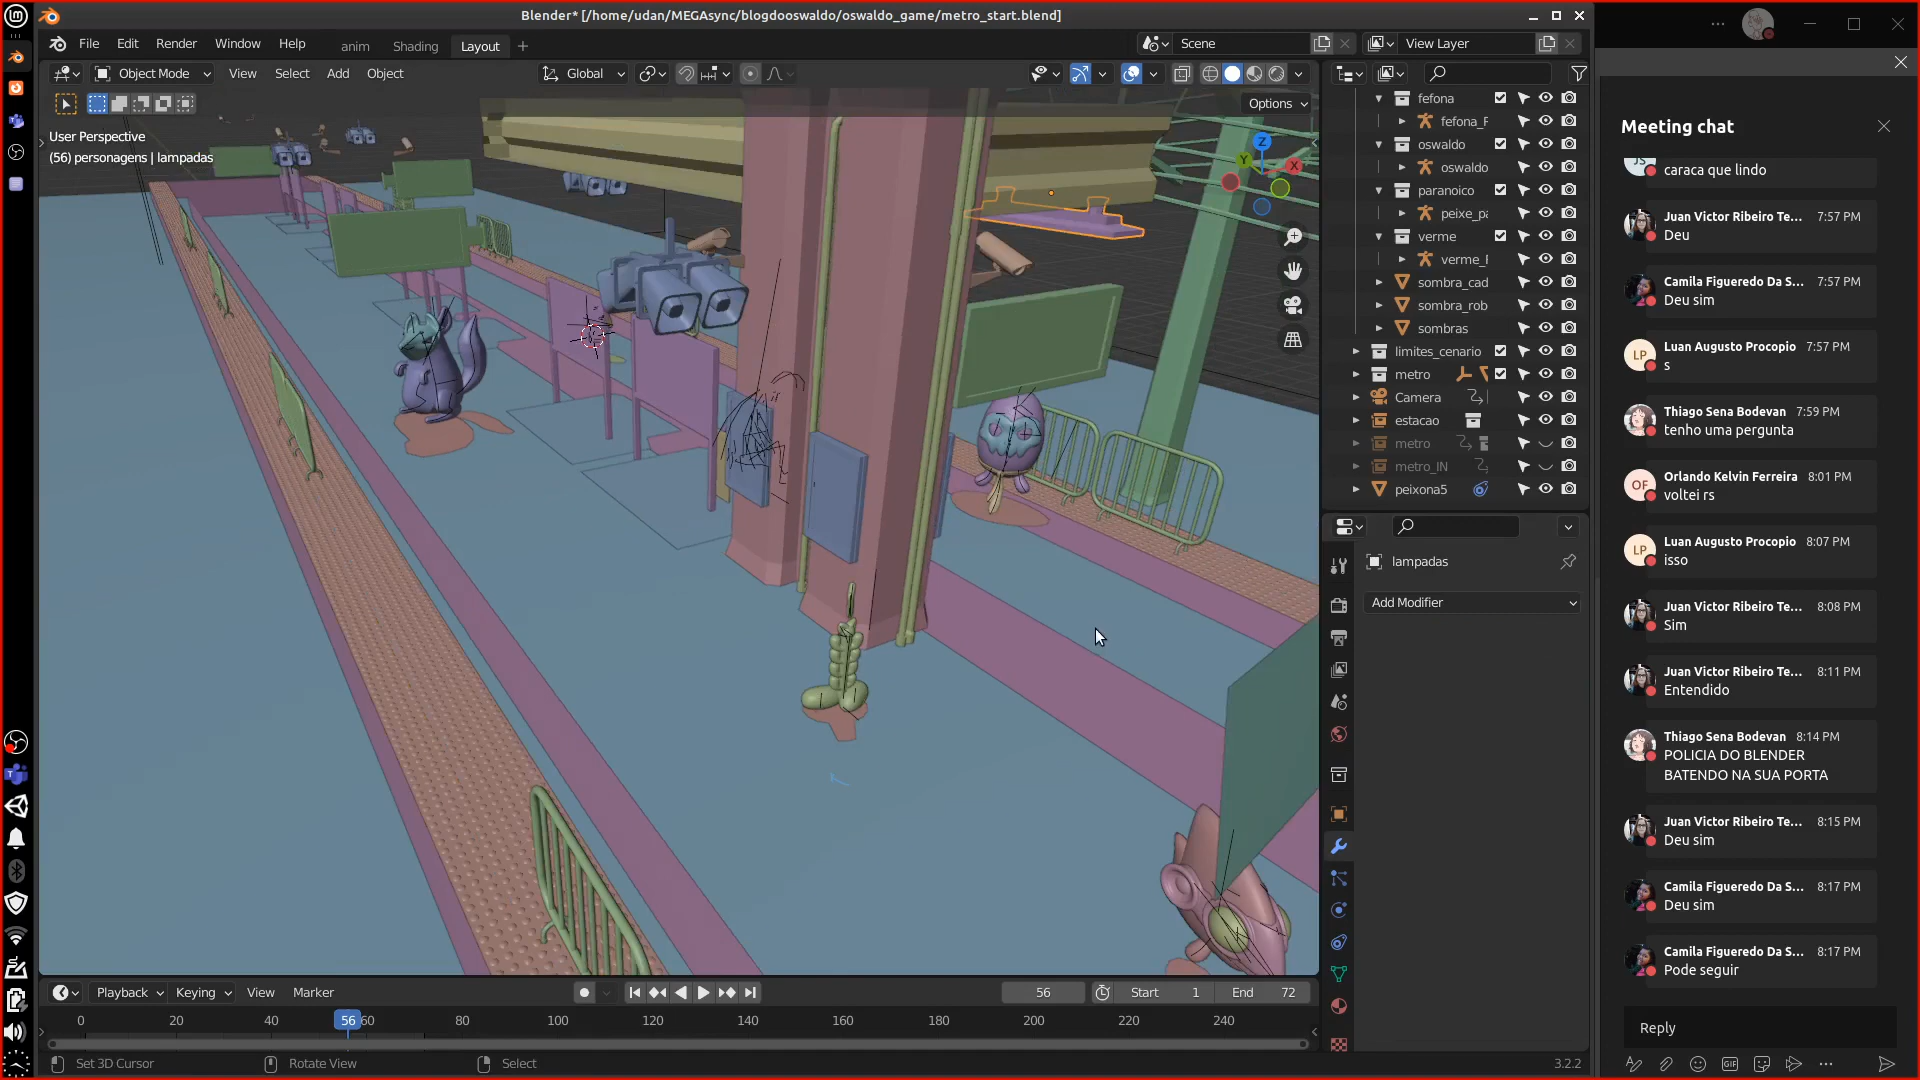 Blender* [/home/udan/MEGAsync/blogdooswaldo/oswaldo_game/metro_start.blend]
File Edit Render Window Help anim Shading Layout
Scene
View Layer
Object Mode View Select Add Object
Global
Options
User Perspective
(56) personagens | lampadas
Z
Y
X
fefona
fefona_F
oswaldo
oswaldo
paranoico
peixe_pa
verme
verme_F
sombra_cad
sombra_rob
sombras
limites_cenario
metro
Camera
estacao
metro
metro_IN
peixona5
lampadas
Add Modifier
Playback Keying View Marker
56
Start 1
End 72
0 20 40 56 60 80 100 120 140 160 180 200 220 240
Set 3D Cursor
Rotate View
Select
3.2.2
Meeting chat
JS
caraca que lindo
Juan Victor Ribeiro Te... 7:57 PM
Deu
Camila Figueredo Da S... 7:57 PM
Deu sim
LP
Luan Augusto Procopio 7:57 PM
s
Thiago Sena Bodevan 7:59 PM
tenho uma pergunta
OF
Orlando Kelvin Ferreira 8:01 PM
voltei rs
LP
Luan Augusto Procopio 8:07 PM
isso
Juan Victor Ribeiro Te... 8:08 PM
Sim
Juan Victor Ribeiro Te... 8:11 PM
Entendido
Thiago Sena Bodevan 8:14 PM
POLICIA DO BLENDER
BATENDO NA SUA PORTA
Juan Victor Ribeiro Te... 8:15 PM
Deu sim
Camila Figueredo Da S... 8:17 PM
Deu sim
Camila Figueredo Da S... 8:17 PM
Pode seguir
Reply
GIF